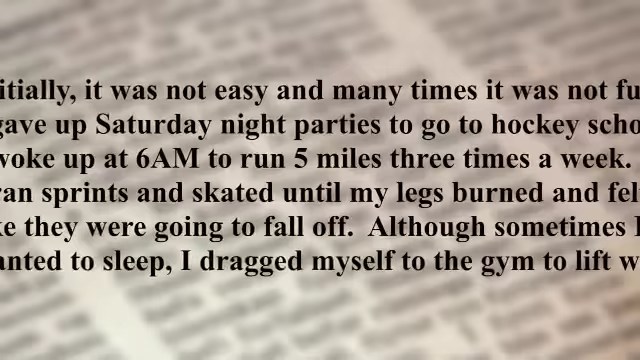 itially, it was not easy and many times it was not fu
gave up Saturday night parties to go to hockey scho
woke up at 6AM to run 5 miles three times a week.
ran sprints and skated until my legs burned and fel
ke they were going to fall off. Although sometimes I
anted to sleep, I dragged myself to the gym to lift w